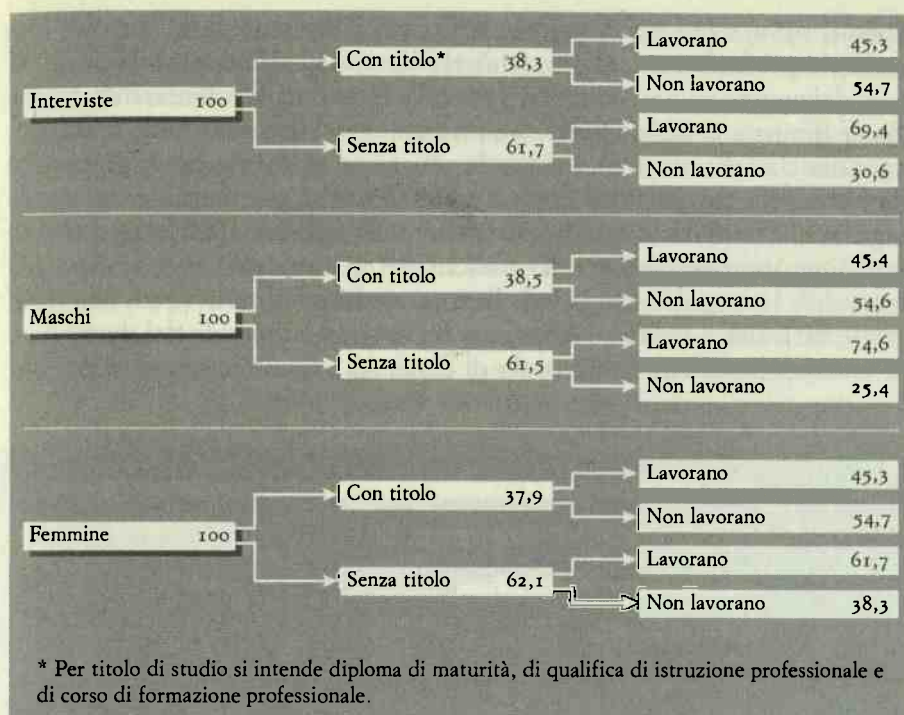 Interviste 100
Con titolo* 38,3
Lavorano 45,3
Non lavorano 54,7
Senza titolo 61,7
Lavorano 69,4
Non lavorano 30,6
Maschi 100
Con titolo 38,5
Lavorano 45,4
Non lavorano 54,6
Senza titolo 61,5
Lavorano 74,6
Non lavorano 25,4
Femmine 100
Con titolo 37,9
Lavorano 45,3
Non lavorano 54,7
Senza titolo 62,1
Lavorano 61,7
Non lavorano 38,3
* Per titolo di studio si intende diploma di maturità, di qualifica di istruzione professionale e
di corso di formazione professionale.